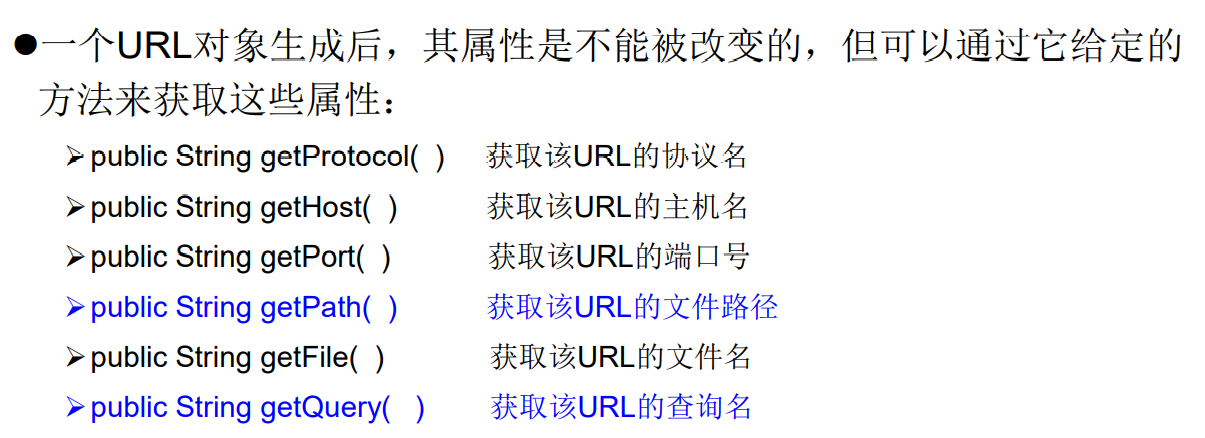 ●一个URL对象生成后，其属性是不能被改变的，但可以通过它给定的
方法来获取这些属性：
➢public String getProtocol( ) 获取该URL的协议名
➢public String getHost( ) 获取该URL的主机名
➢public String getPort( ) 获取该URL的端口号
➢public String getPath( ) 获取该URL的文件路径
➢public String getFile( ) 获取该URL的文件名
➢public String getQuery( ) 获取该URL的查询名